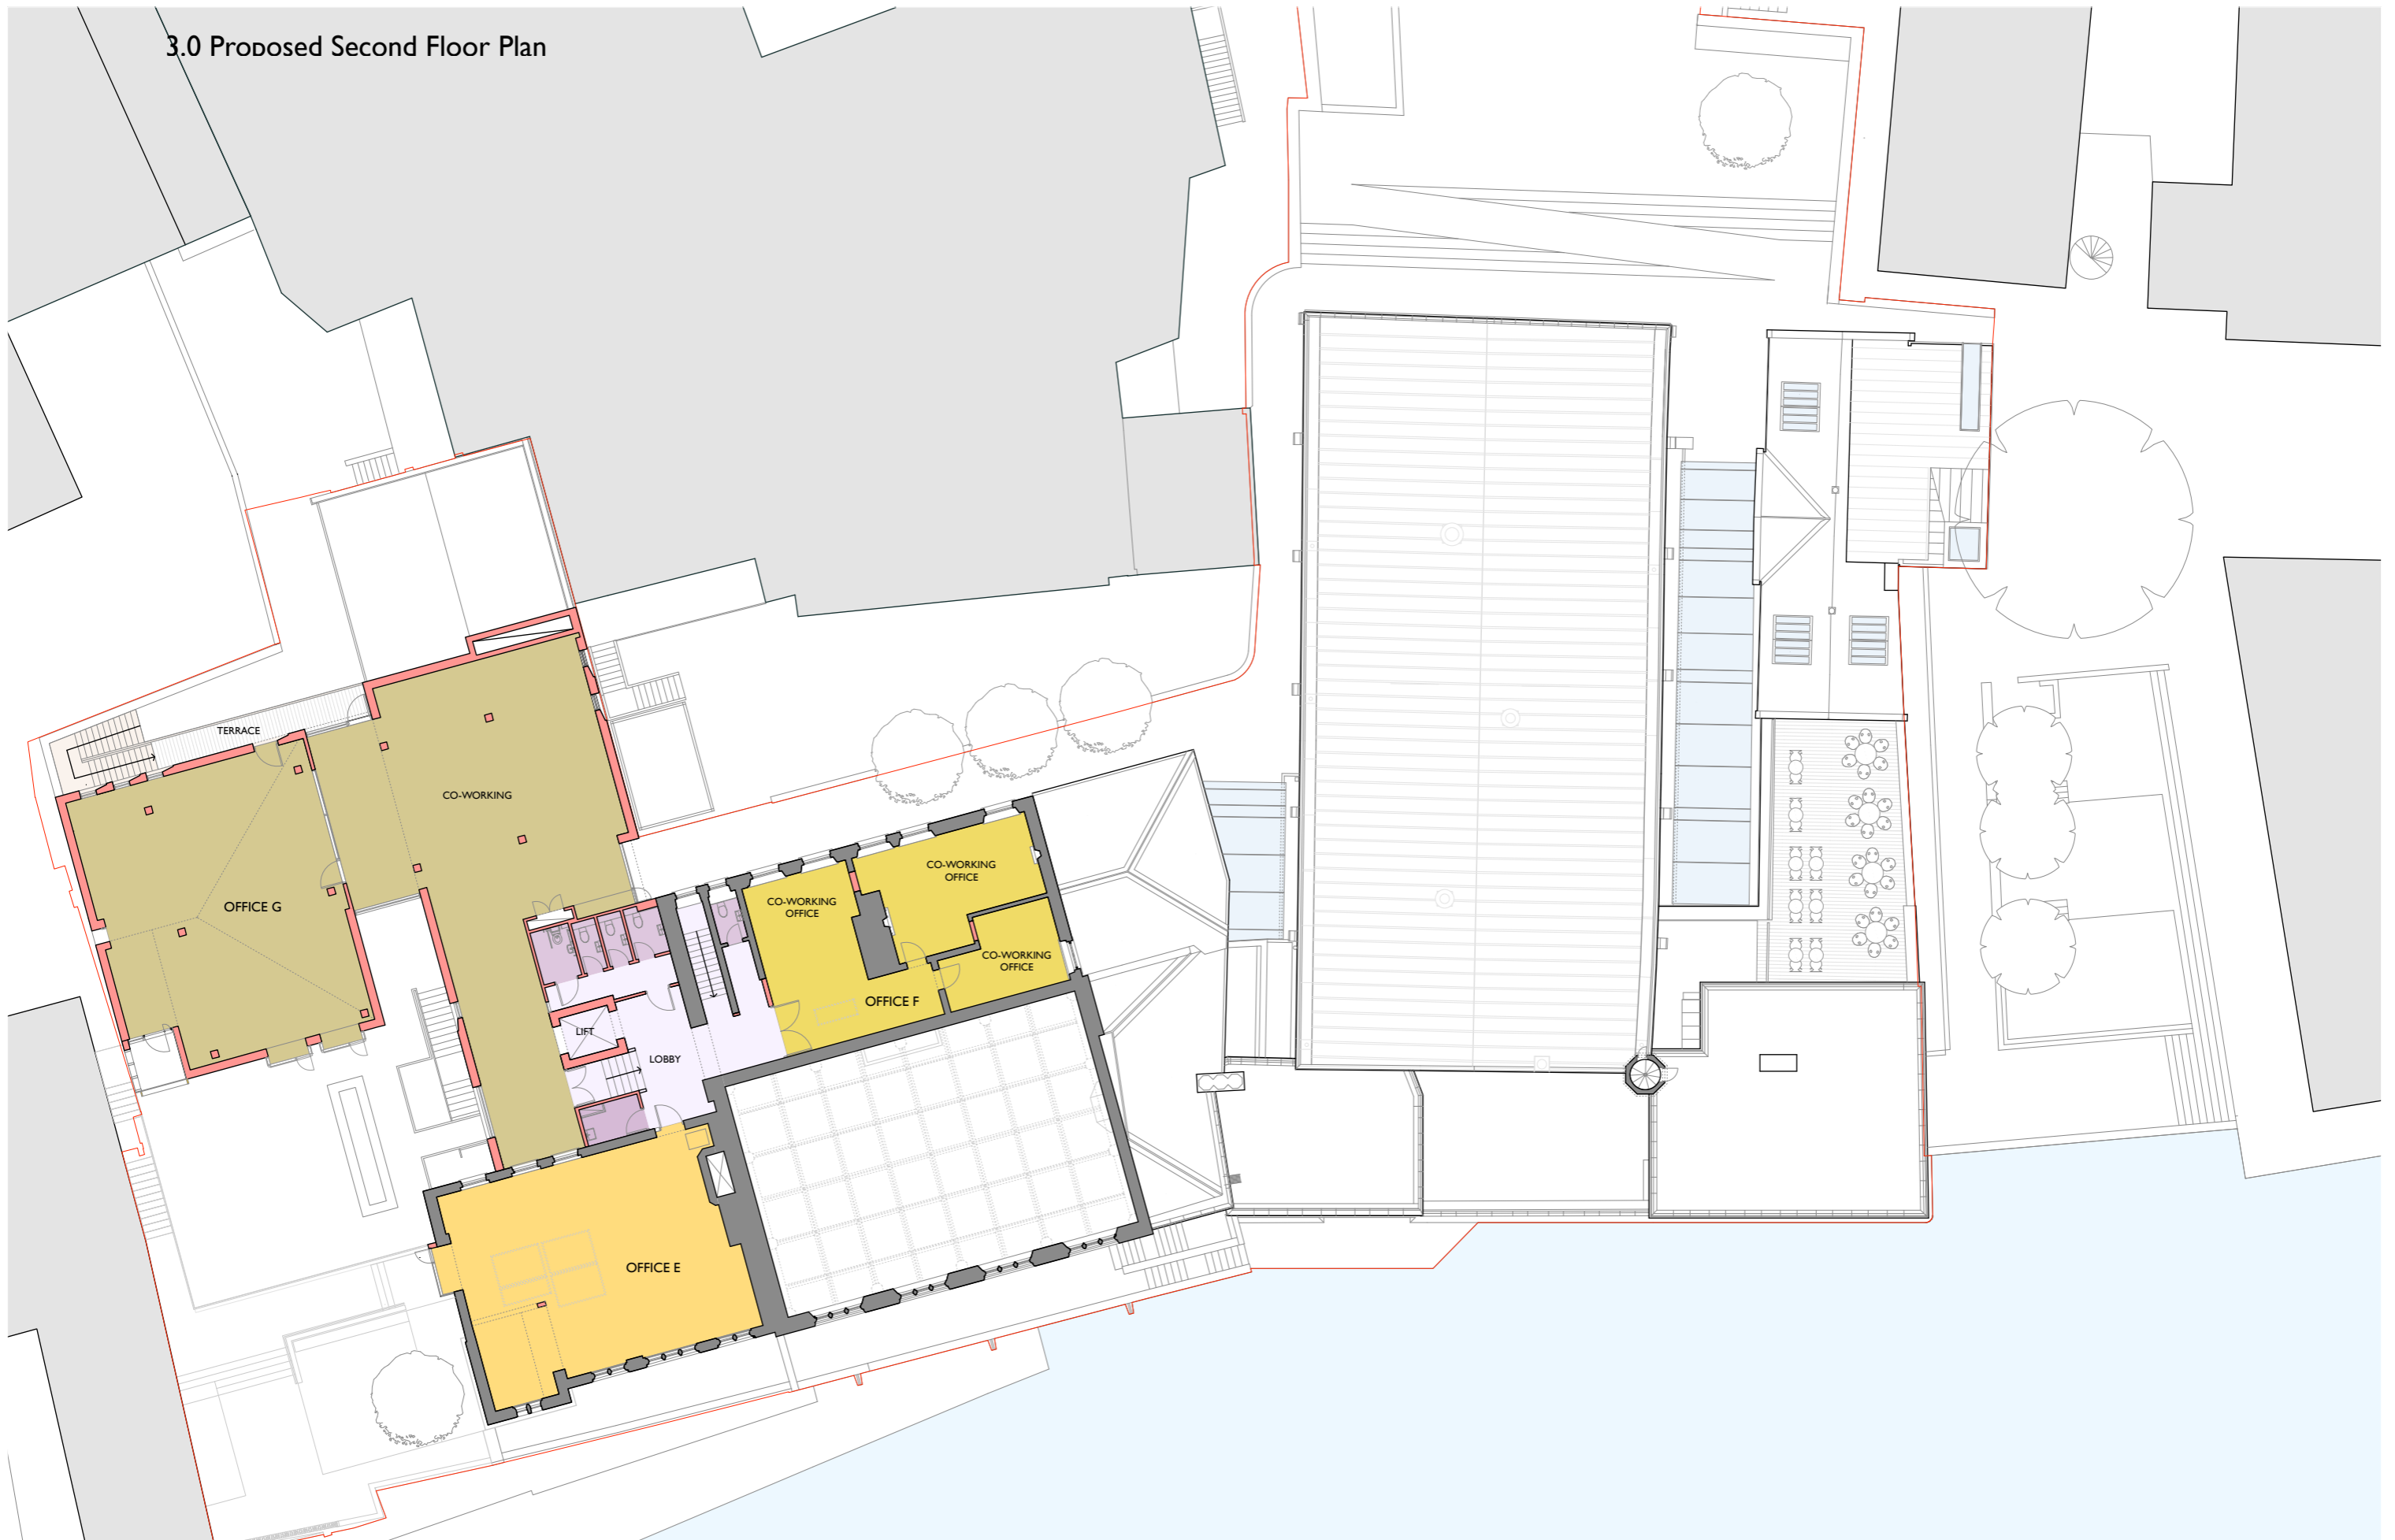 3.0 Proposed Second Floor Plan
TERRACE
CO-WORKING
OFFICE G
CO-WORKING
OFFICE
CO-WORKING
OFFICE
CO-WORKING
OFFICE
OFFICE F
LIFT
LOBBY
OFFICE E